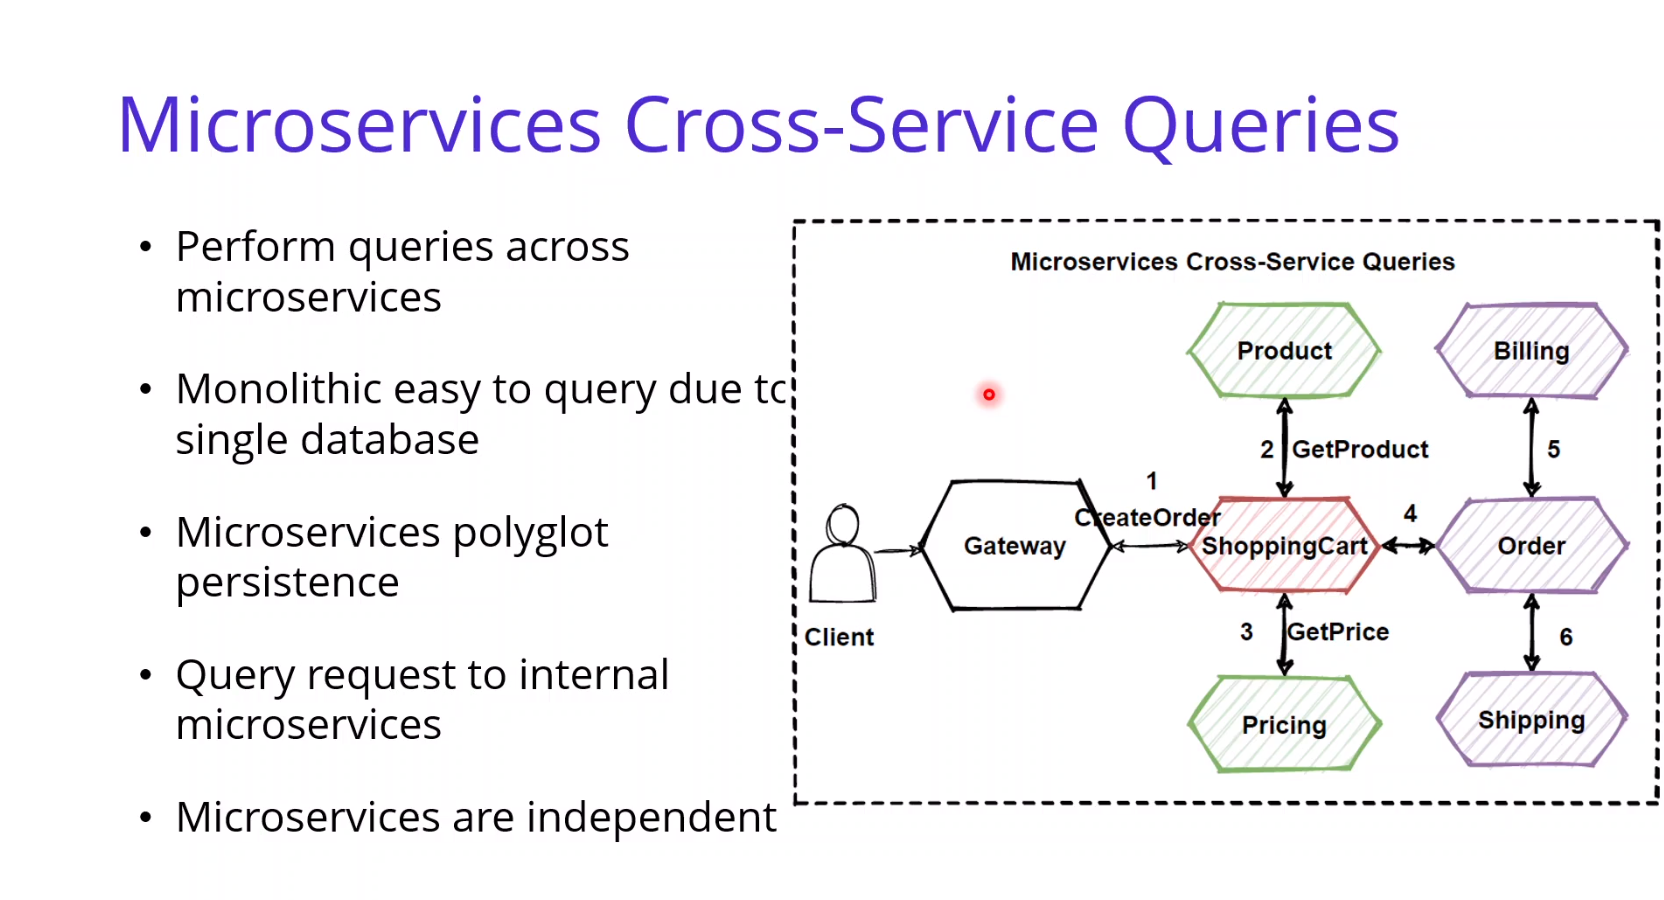 Microservices Cross-Service Queries
• Perform queries across
microservices
• Monolithic easy to query due to
single database
• Microservices polyglot
persistence
• Query request to internal
microservices
• Microservices are independent
Microservices Cross-Service Queries
Product
Billing
2 GetProduct
5
1
CreateOrder
4
Gateway
ShoppingCart
Order
Client
3 GetPrice
6
Pricing
Shipping